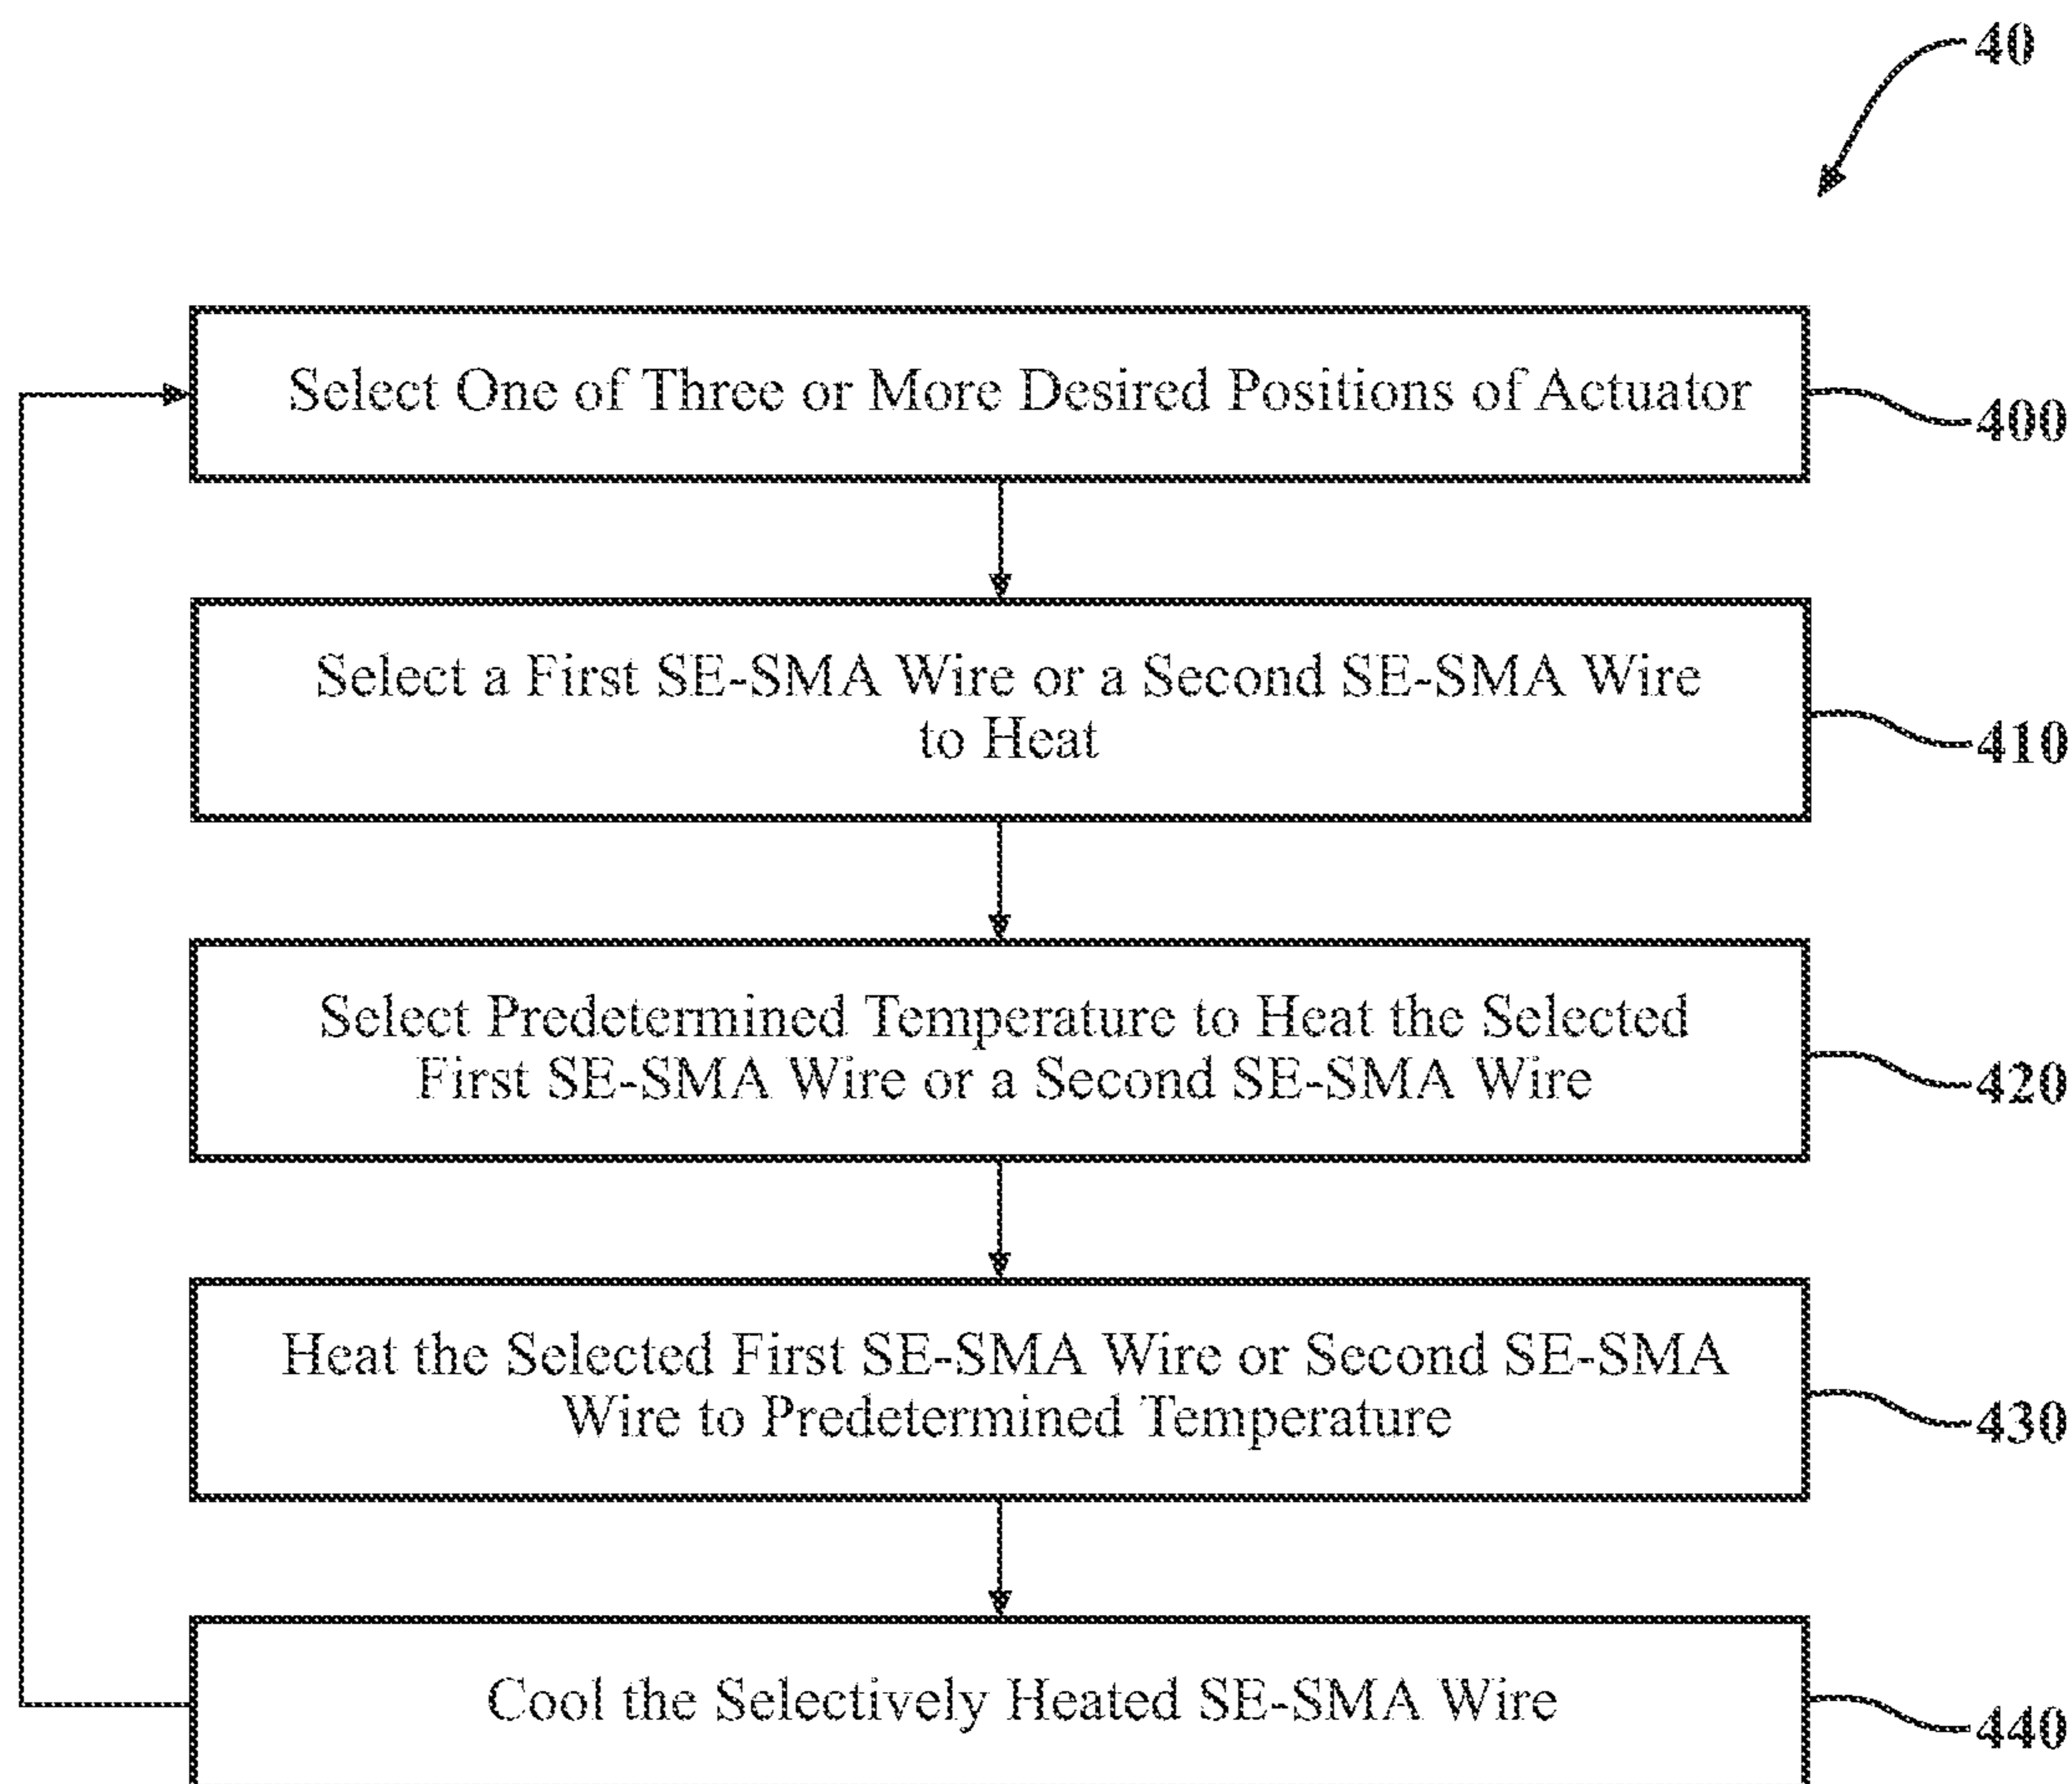 40
Select One of Three or More Desired Positions of Actuator
400
Select a First SE-SMA Wire or a Second SE-SMA Wire
to Heat
410
Select Predetermined Temperature to Heat the Selected
First SE-SMA Wire or a Second SE-SMA Wire
420
Heat the Selected First SE-SMA Wire or Second SE-SMA
Wire to Predetermined Temperature
430
Cool the Selectively Heated SE-SMA Wire
440